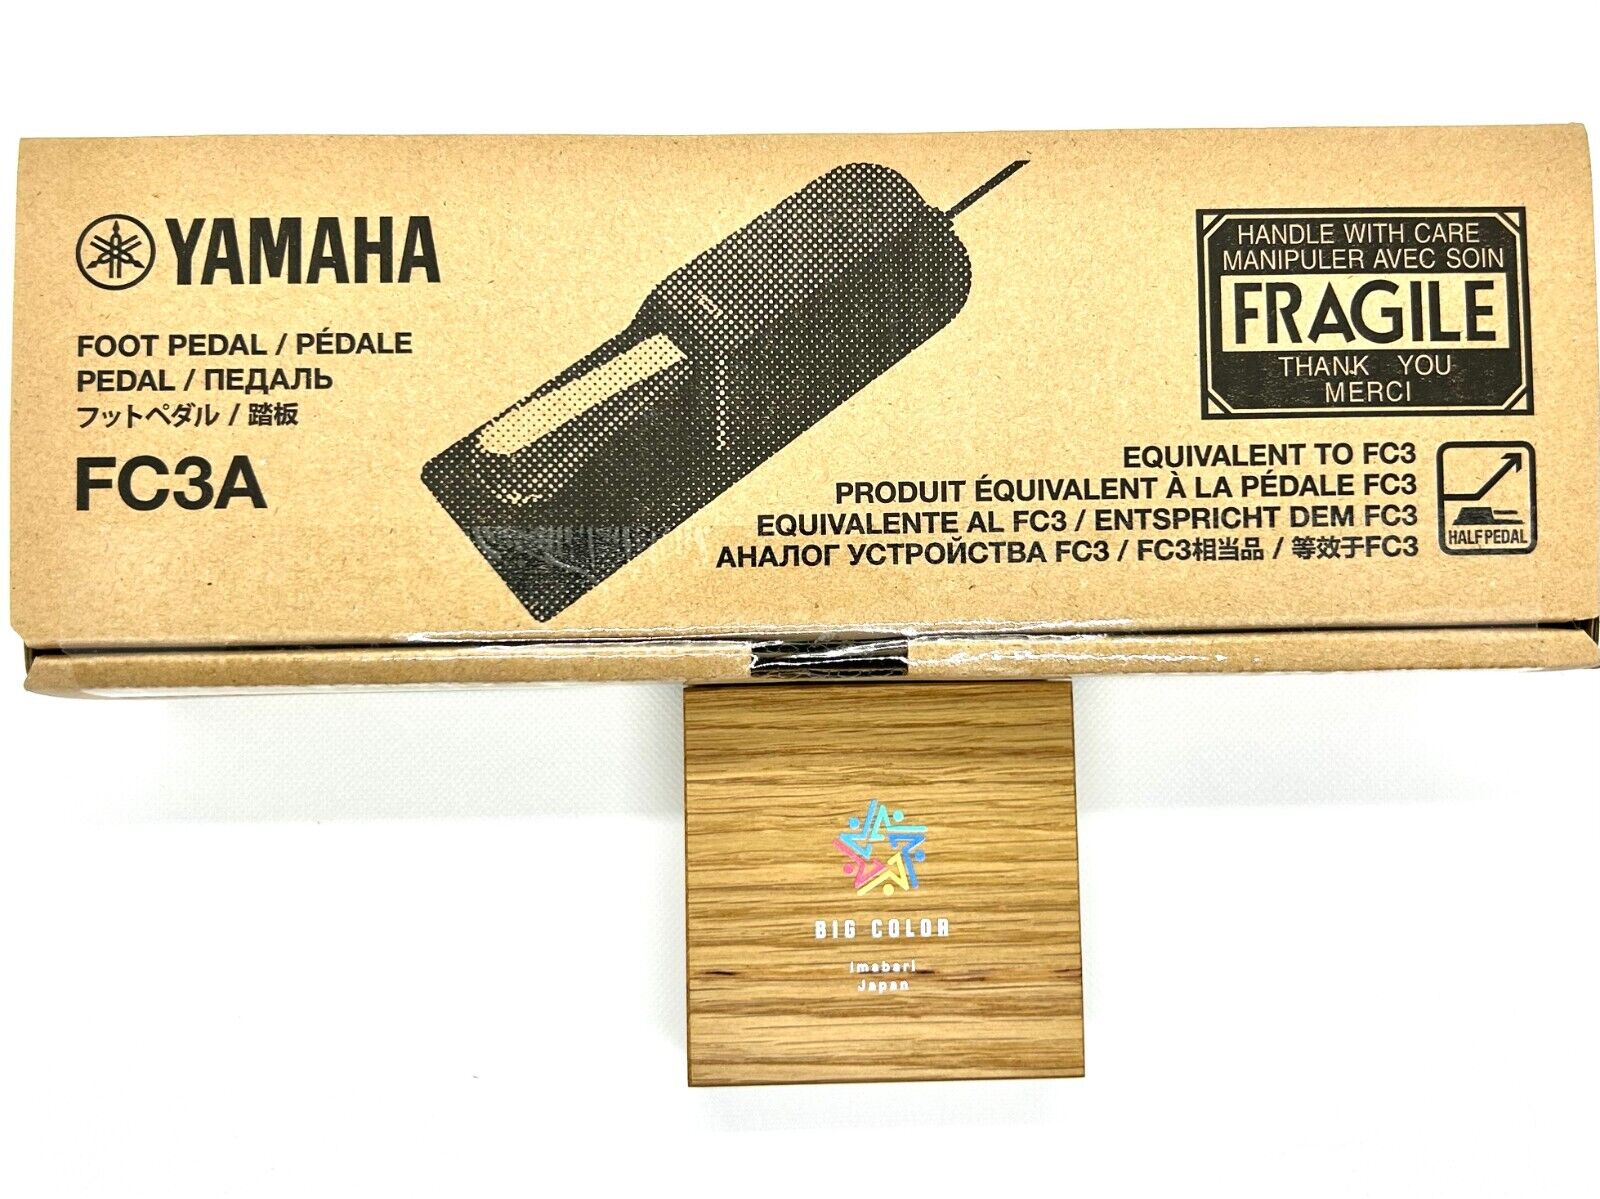 YAMAHA
FOOT PEDAL / PÉDALE
PEDAL / ПЕДАЛЬ
フットペダル / 踏板
FC3A
HANDLE WITH CARE
MANIPULER AVEC SOIN
FRAGILE
THANK YOU
MERCI
EQUIVALENT TO FC3
PRODUIT ÉQUIVALENT À LA PÉDALE FC3
EQUIVALENTE AL FC3 / ENTSPRICHT DEM FC3
АНАЛОГ УСТРОЙСТВА FC3 / FC3相当品 / 等效于FC3
HALF PEDAL
BIG COLOR
Imabari
Japan